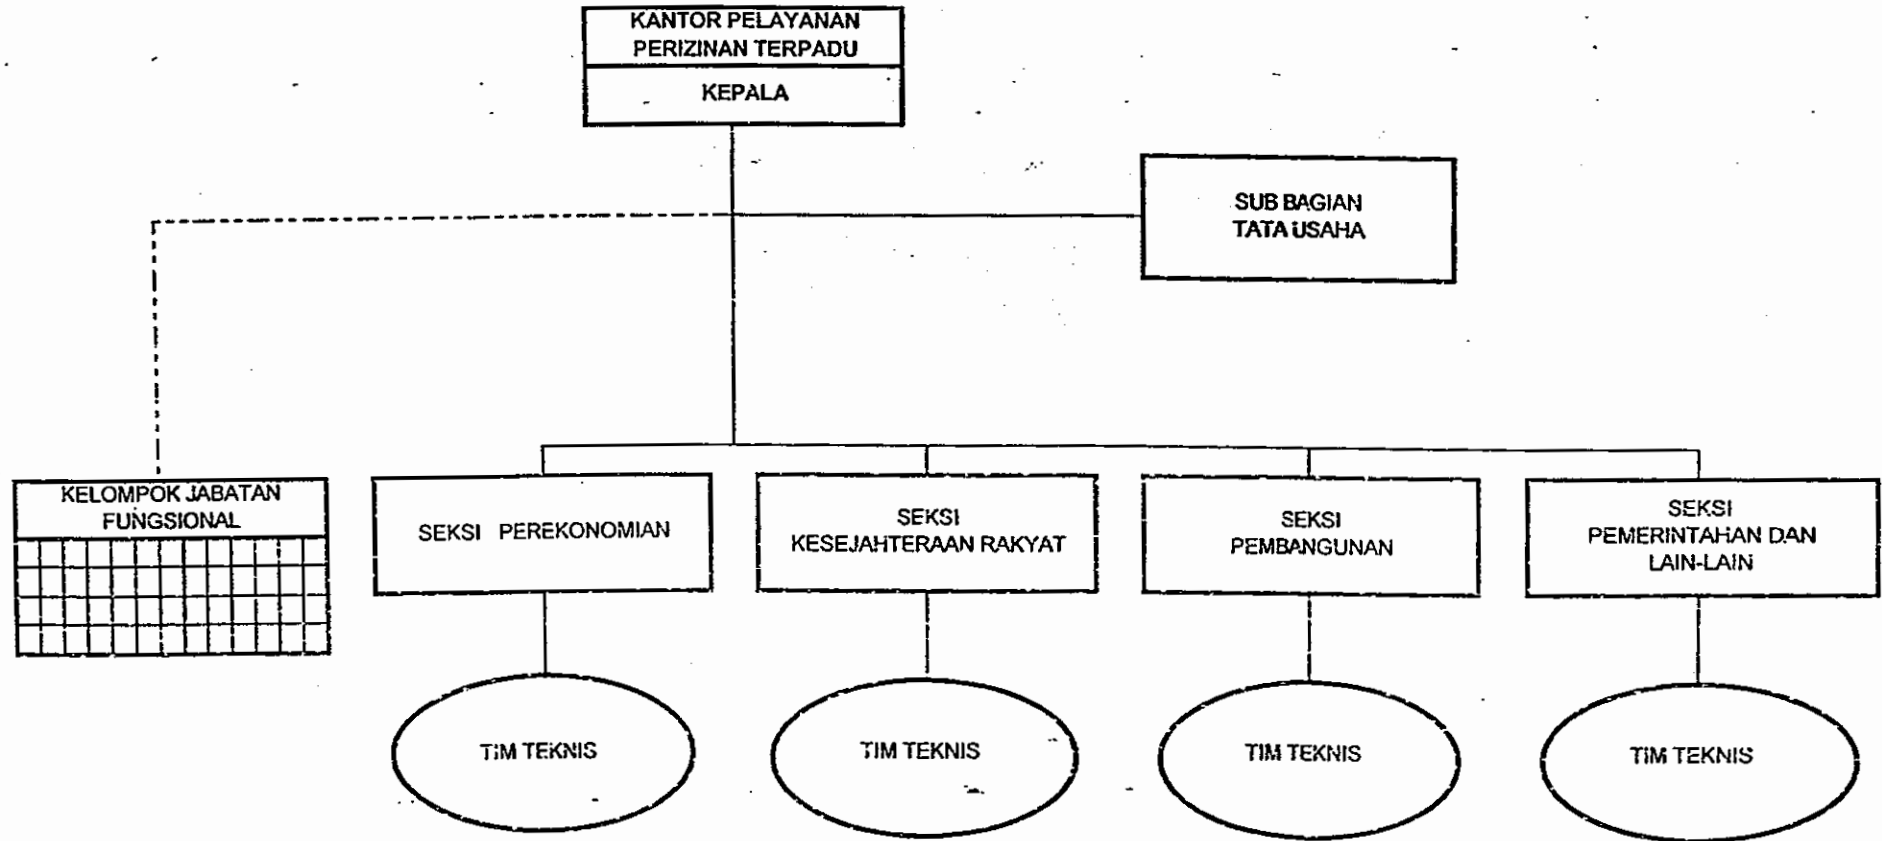 KANTOR PELAYANAN
PERIZINAN TERPADU
KEPALA
SUB BAGIAN
TATA USAHA
KELOMPOK JABATAN
FUNGSIONAL
SEKSI PEREKONOMIAN
SEKSI
KESEJAHTERAAN RAKYAT
SEKSI
PEMBANGUNAN
SEKSI
PEMERINTAHAN DAN
LAIN-LAIN
TIM TEKNIS
TIM TEKNIS
TIM TEKNIS
TIM TEKNIS